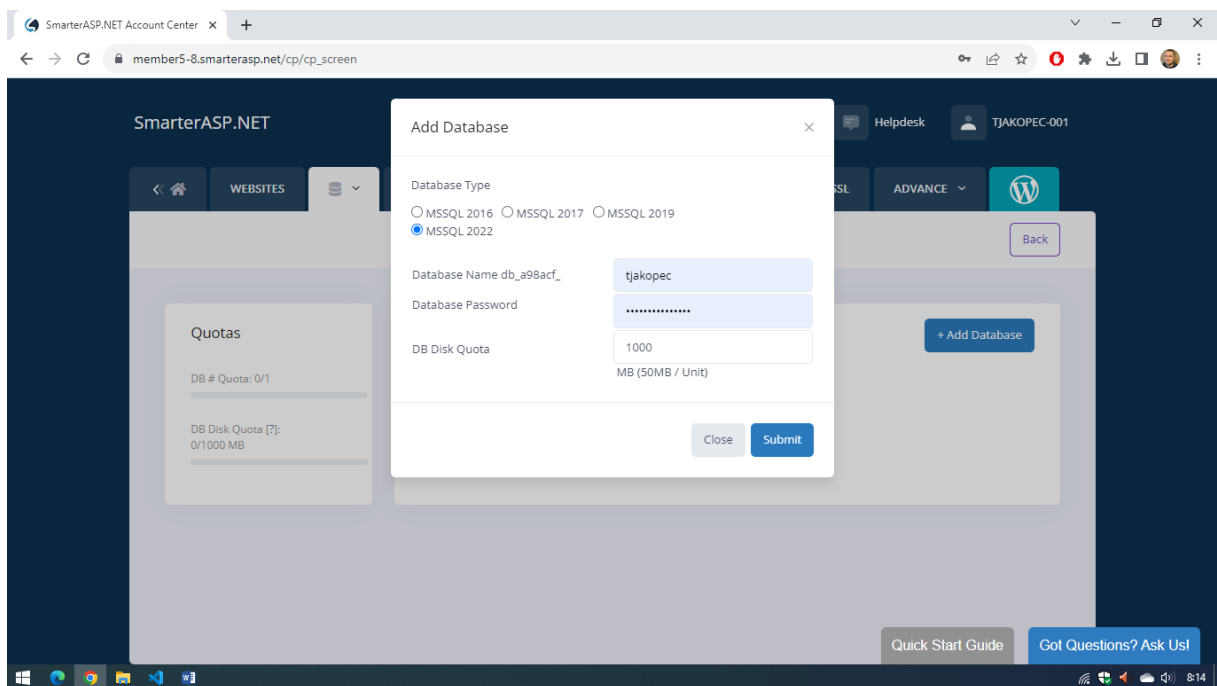 SmarterASP.NET Account Center
member5-8.smarterasp.net/cp/cp_screen
SmarterASP.NET
Helpdesk
TJAKOPEC-001
WEBSITES
SSL
ADVANCE
Back
Add Database
Database Type
MSSQL 2016 MSSQL 2017 MSSQL 2019
MSSQL 2022
Database Name db_a98acf_ tjakopec
Database Password •••••••••••••••
DB Disk Quota 1000
MB (50MB / Unit)
Close Submit
Quotas
DB # Quota: 0/1
DB Disk Quota [?]:
0/1000 MB
+ Add Database
Quick Start Guide
Got Questions? Ask Us!
8:14